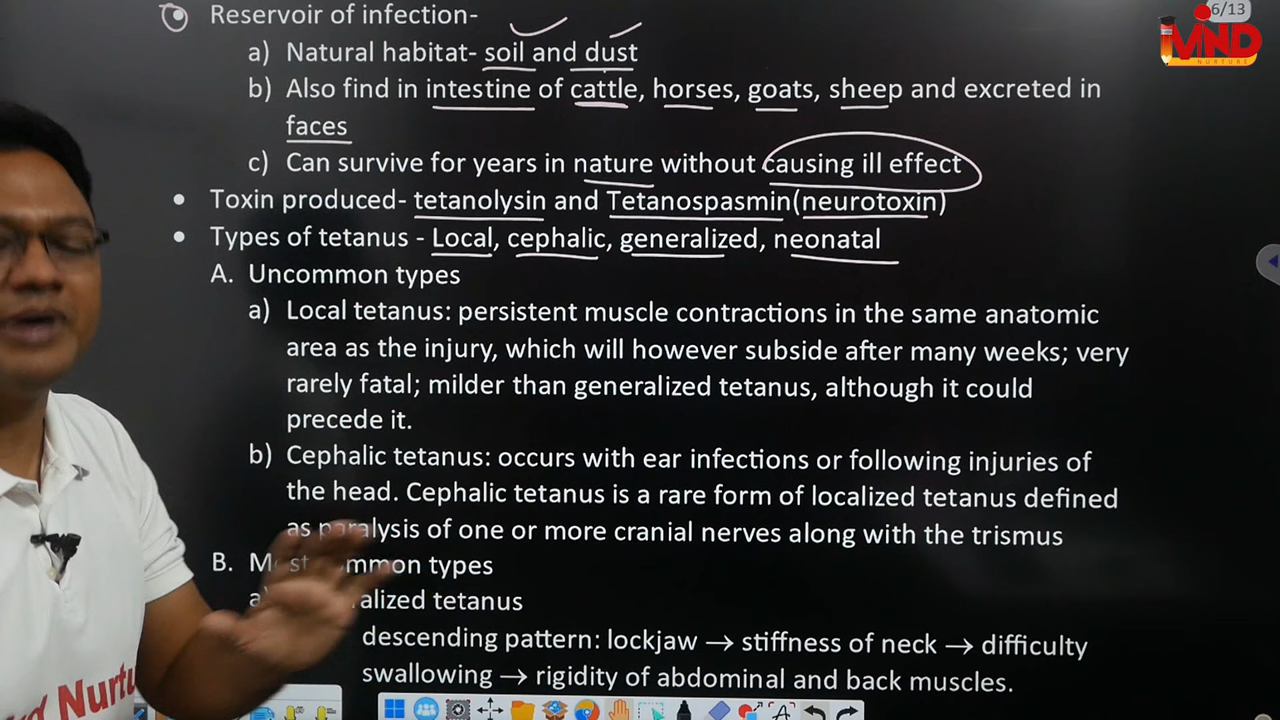 6/13
MIND
NURTURE
Reservoir of infection-
a) Natural habitat- soil and dust
b) Also find in intestine of cattle, horses, goats, sheep and excreted in
faces
c) Can survive for years in nature without causing ill effect
• Toxin produced- tetanolysin and Tetanospasmin(neurotoxin)
• Types of tetanus - Local, cephalic, generalized, neonatal
A. Uncommon types
a) Local tetanus: persistent muscle contractions in the same anatomic
area as the injury, which will however subside after many weeks; very
rarely fatal; milder than generalized tetanus, although it could
precede it.
b) Cephalic tetanus: occurs with ear infections or following injuries of
the head. Cephalic tetanus is a rare form of localized tetanus defined
as paralysis of one or more cranial nerves along with the trismus
B. common types
tetanus
descending pattern: lockjaw → stiffness of neck → difficulty
swallowing → rigidity of abdominal and back muscles.